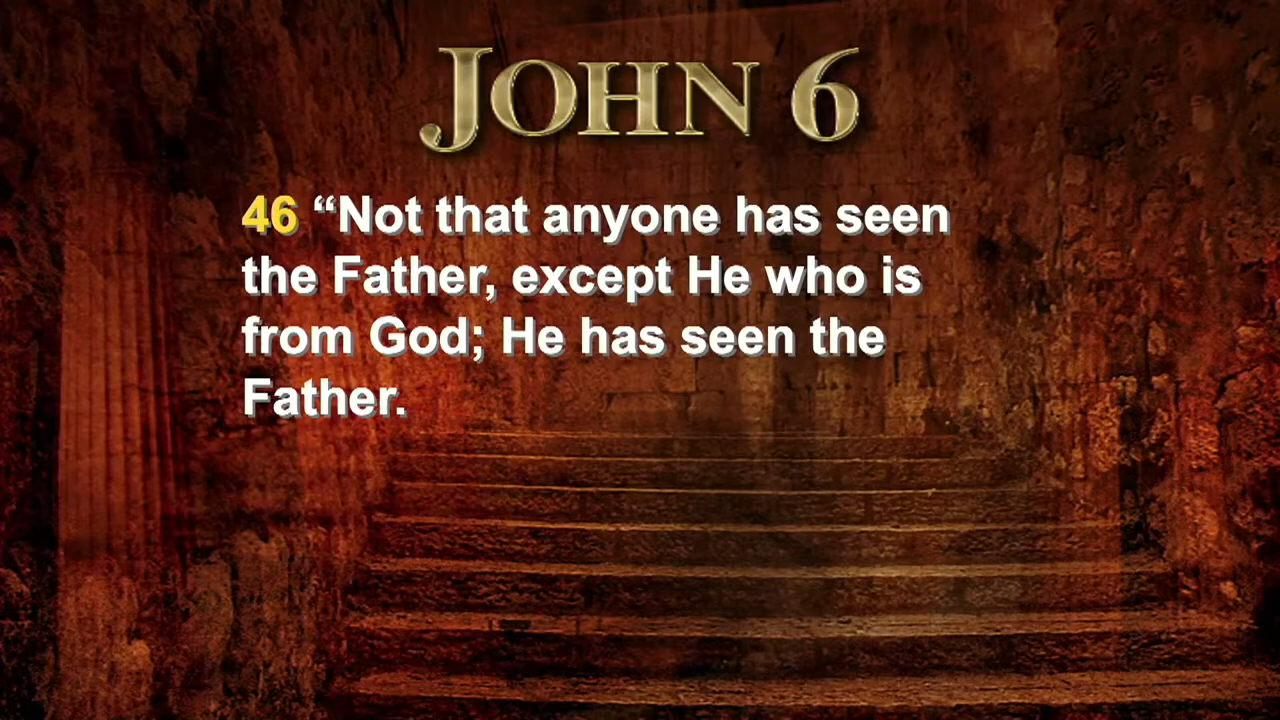 JOHN 6
46 “Not that anyone has seen
the Father, except He who is
from God; He has seen the
Father.